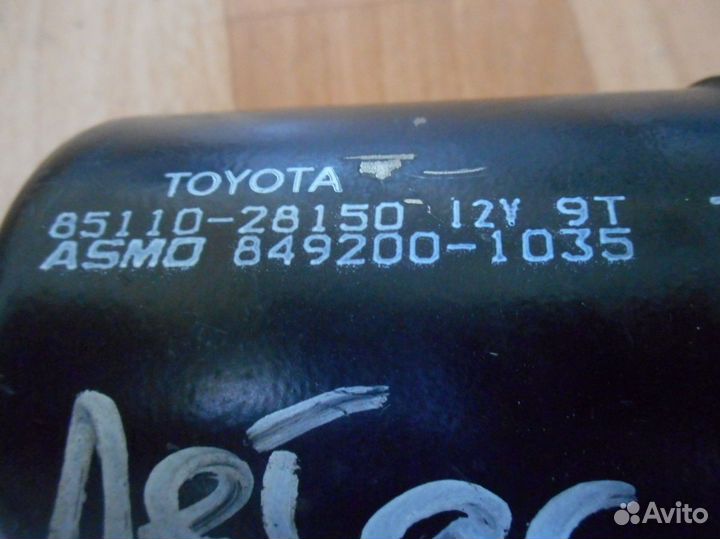 TOYOTA
85110-28150 12V 9T
ASMO 849200-1035
Avito